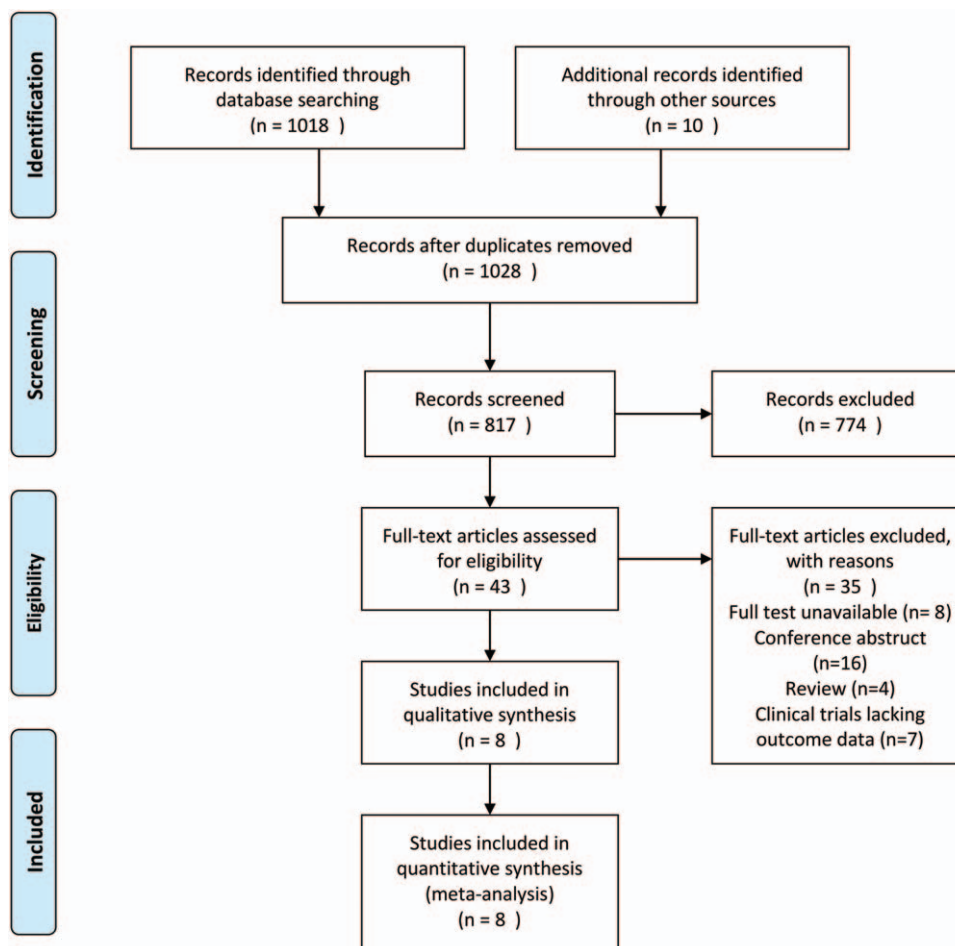 Identification
Records identified through
database searching
(n = 1018 )
Additional records identified
through other sources
(n = 10 )
Records after duplicates removed
(n = 1028 )
Screening
Records screened
(n = 817 )
Records excluded
(n = 774 )
Eligibility
Full-text articles assessed
for eligibility
(n = 43 )
Full-text articles excluded,
with reasons
(n = 35 )
Full test unavailable (n= 8)
Conference abstruct
(n=16)
Review (n=4)
Clinical trials lacking
outcome data (n=7)
Studies included in
qualitative synthesis
(n = 8 )
Included
Studies included in
quantitative synthesis
(meta-analysis)
(n = 8 )